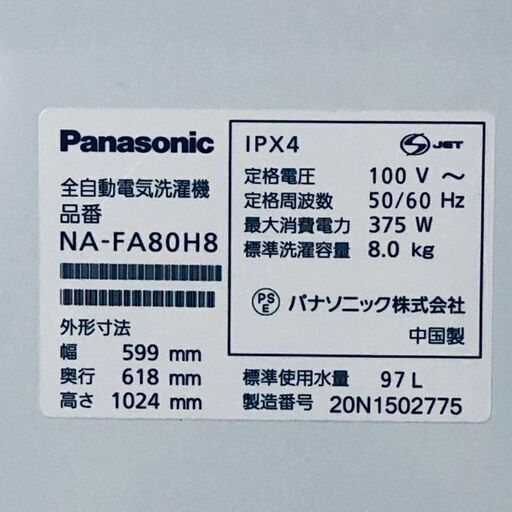 Panasonic
全自動電気洗濯機
品番
NA-FA80H8
外形寸法
幅 599 mm
奥行 618 mm
高さ 1024 mm
IPX4
S JET
定格電圧 100 V ～
定格周波数 50/60 Hz
最大消費電力 375 W
標準洗濯容量 8.0 kg
PS E パナソニック株式会社
中国製
標準使用水量 97 L
製造番号 20N1502775